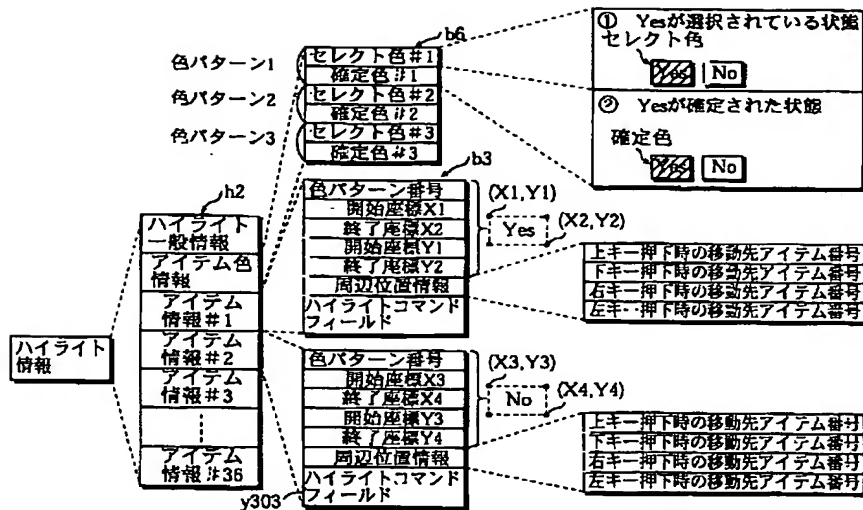 b6
色パターン1
色パターン2
色パターン3
セレクト色#1
確定色#1
セレクト色#2
確定色#2
セレクト色#3
確定色#3
① Yesが選択されている状態
セレクト色
Yes No
② Yesが確定された状態
確定色
Yes No
h2
ハイライト
一般情報
アイテム色
情報
アイテム
情報#1
アイテム
情報#2
アイテム
情報#3
アイテム
情報#36
ハイライト
情報
b3
色パターン番号
開始座標X1
終了座標X2
開始座標Y1
終了座標Y2
周辺位置情報
ハイライトコマンド
フィールド
(X1,Y1)
Yes
(X2,Y2)
上キー押下時の移動先アイテム番号
下キー押下時の移動先アイテム番号
右キー押下時の移動先アイテム番号
左キー押下時の移動先アイテム番号
色パターン番号
開始座標X3
終了座標X4
開始座標Y3
終了座標Y4
周辺位置情報
ハイライトコマンド
フィールド
y303
(X3,Y3)
No
(X4,Y4)
上キー押下時の移動先アイテム番号
下キー押下時の移動先アイテム番号
右キー押下時の移動先アイテム番号
左キー押下時の移動先アイテム番号